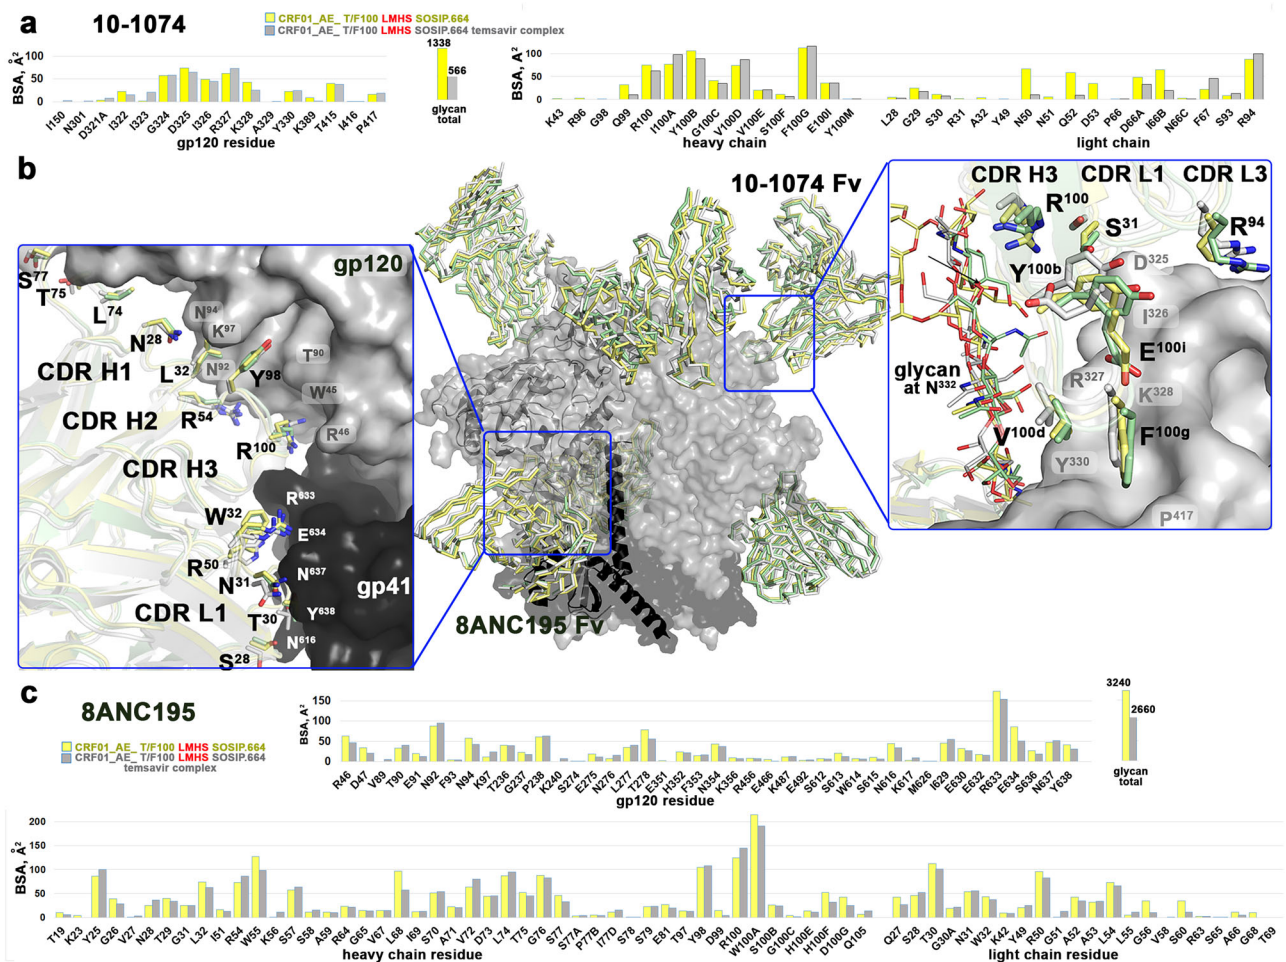 a
10-1074
CRF01_AE_ T/F100 LMHS SOSIP.664
CRF01_AE_ T/F100 LMHS SOSIP.664 temsavir complex
BSA, Å²
100
50
0
I150 N301 D321A I322 I323 G324 D325 I326 R327 K328 A329 Y330 K389 T415 I416 P417
gp120 residue
1338
566
glycan
total
BSA, Å²
100
50
0
K43 R96 G98 Q99 R100 I100A Y100B G100C V100D V100E S100F F100G E100I Y100M L28 G29 S30 R31 A32 Y49 N50 N51 Q52 D53 P66 D66A I66B N66C F67 S93 R94
heavy chain
light chain
b
gp120
S77
T75
L74
N94
K97
N28
CDR H1
L32
N92
Y98
T90
W45
CDR H2
R54
R46
R100
CDR H3
R633
W32
E634
R50
N637
N31
gp41
CDR L1
T30
Y638
N616
S28
10-1074 Fv
8ANC195 Fv
CDR H3
CDR L1
CDR L3
R100
S31
R94
Y100b
D325
I326
E100i
glycan
at N332
R327
K328
V100d
F100g
Y330
P417
c
8ANC195
CRF01_AE_ T/F100 LMHS SOSIP.664
CRF01_AE_ T/F100 LMHS SOSIP.664
temsavir complex
BSA, Å²
150
100
50
0
R46 D47 V89 T90 E91 N92 F93 N94 K97 T236 G237 P238 K240 S274 E275 N276 L277 T278 E351 H352 F353 N354 K356 R456 E466 K487 E492 S612 S613 W614 S615 N616 K617 M626 I629 E630 E632 R633 E634 S636 N637 Y638
gp120 residue
3240
2660
glycan
total
BSA, Å²
200
150
100
50
0
T19 K23 Y25 G26 V27 N28 T29 G31 L32 I51 R54 W55 K56 S57 S58 A59 R64 G65 V67 L68 I69 S70 A71 V72 D73 L74 T75 G76 S77 S77A P77B I77D S78 S79 E81 T97 Y98 D99 R100 W100A S100B G100C H100E H100F D100G Q105 Q27 S28 T30 G30A N31 W32 K42 Y49 R50 G51 A52 A53 L54 L55 G56 V58 S60 R63 S65 A66 G68 T69
heavy chain residue
light chain residue